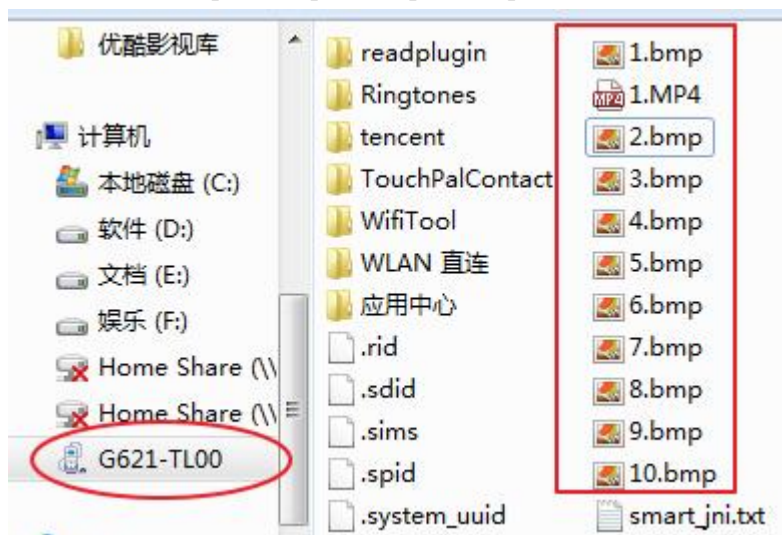 优酷影视库
计算机
本地磁盘 (C:)
软件 (D:)
文档 (E:)
娱乐 (F:)
Home Share (\\
Home Share (\\
G621-TL00
readplugin
Ringtones
tencent
TouchPalContact
WifiTool
WLAN 直连
应用中心
.rid
.sdid
.sims
.spid
.system_uuid
1.bmp
MP4 1.MP4
2.bmp
3.bmp
4.bmp
5.bmp
6.bmp
7.bmp
8.bmp
9.bmp
10.bmp
smart_jni.txt